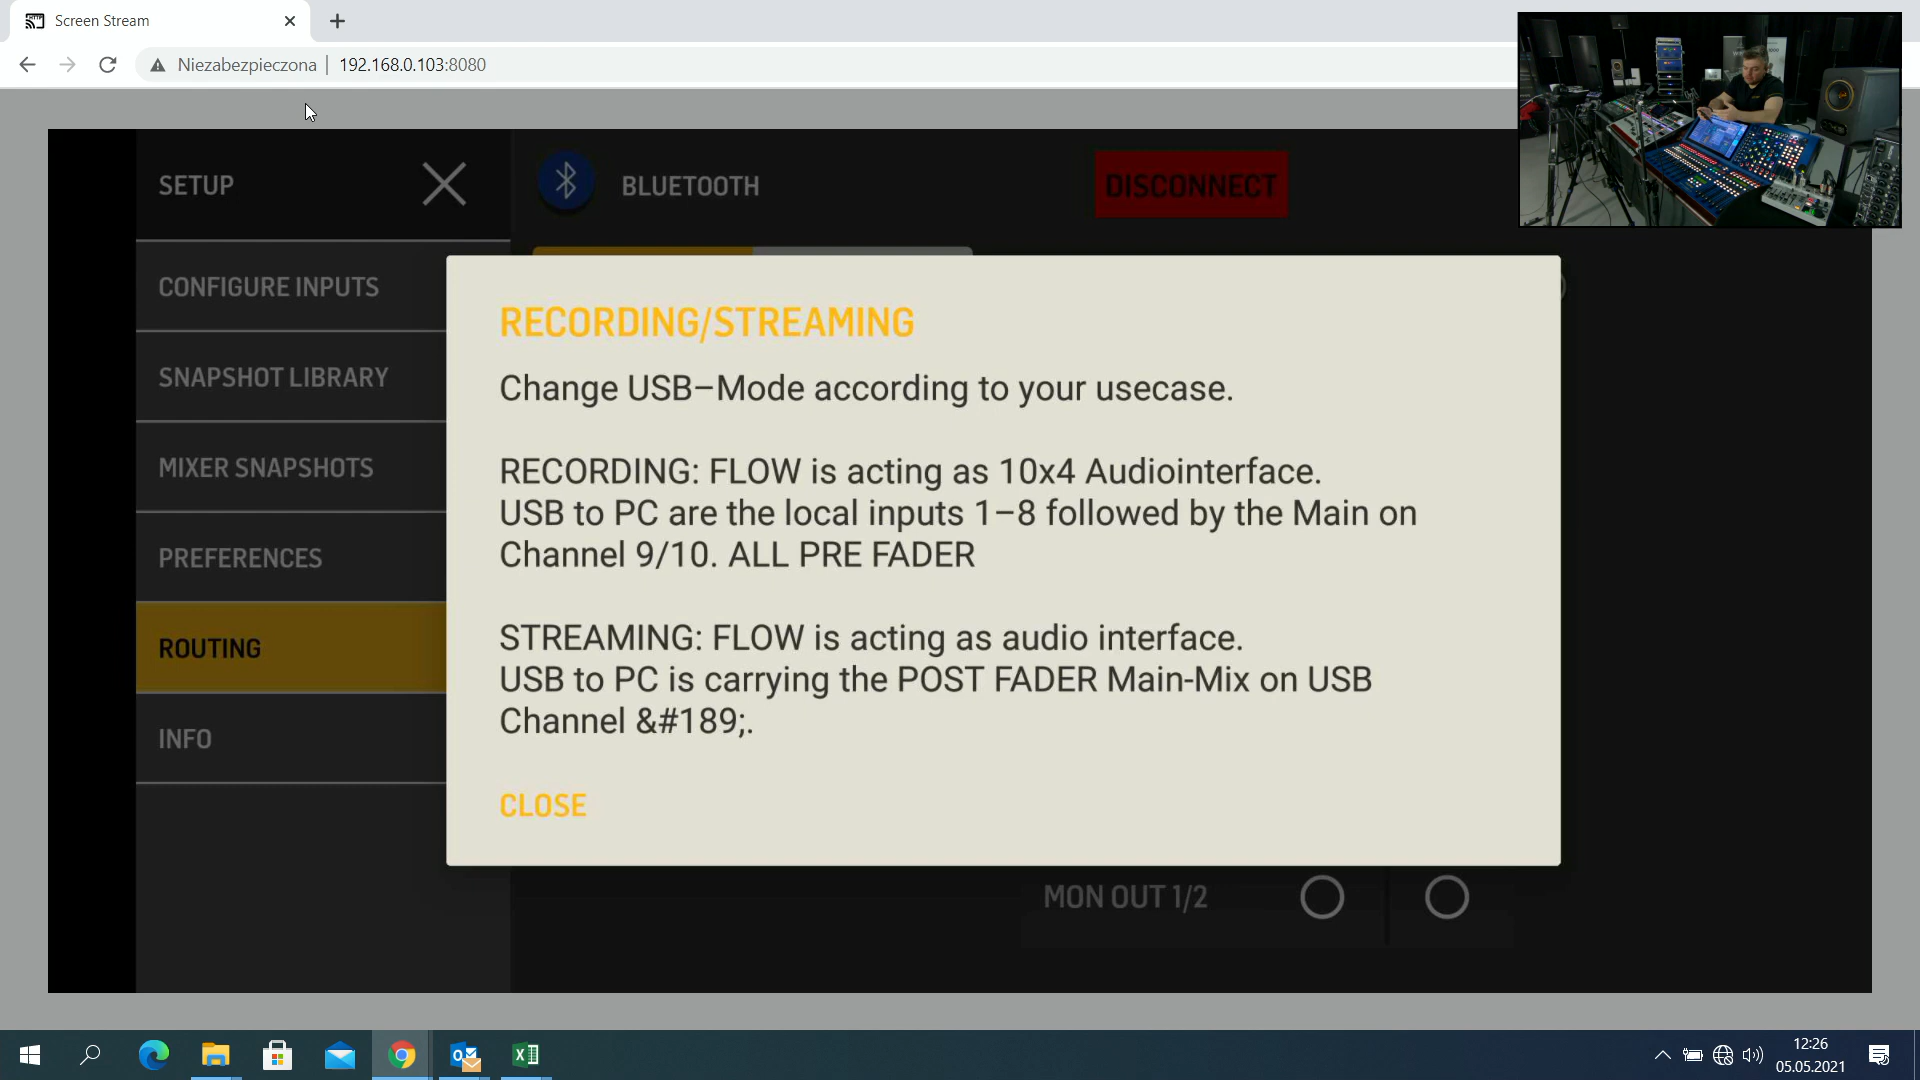 Screen Stream
Niezabezpieczona
192.168.0.103:8080
SETUP
BLUETOOTH
DISCONNECT
CONFIGURE INPUTS
SNAPSHOT LIBRARY
MIXER SNAPSHOTS
PREFERENCES
ROUTING
INFO
RECORDING/STREAMING
Change USB–Mode according to your usecase.
RECORDING: FLOW is acting as 10x4 Audiointerface.
USB to PC are the local inputs 1–8 followed by the Main on
Channel 9/10. ALL PRE FADER
STREAMING: FLOW is acting as audio interface.
USB to PC is carrying the POST FADER Main-Mix on USB
Channel &#189;.
CLOSE
MON OUT 1/2
12:26
05.05.2021